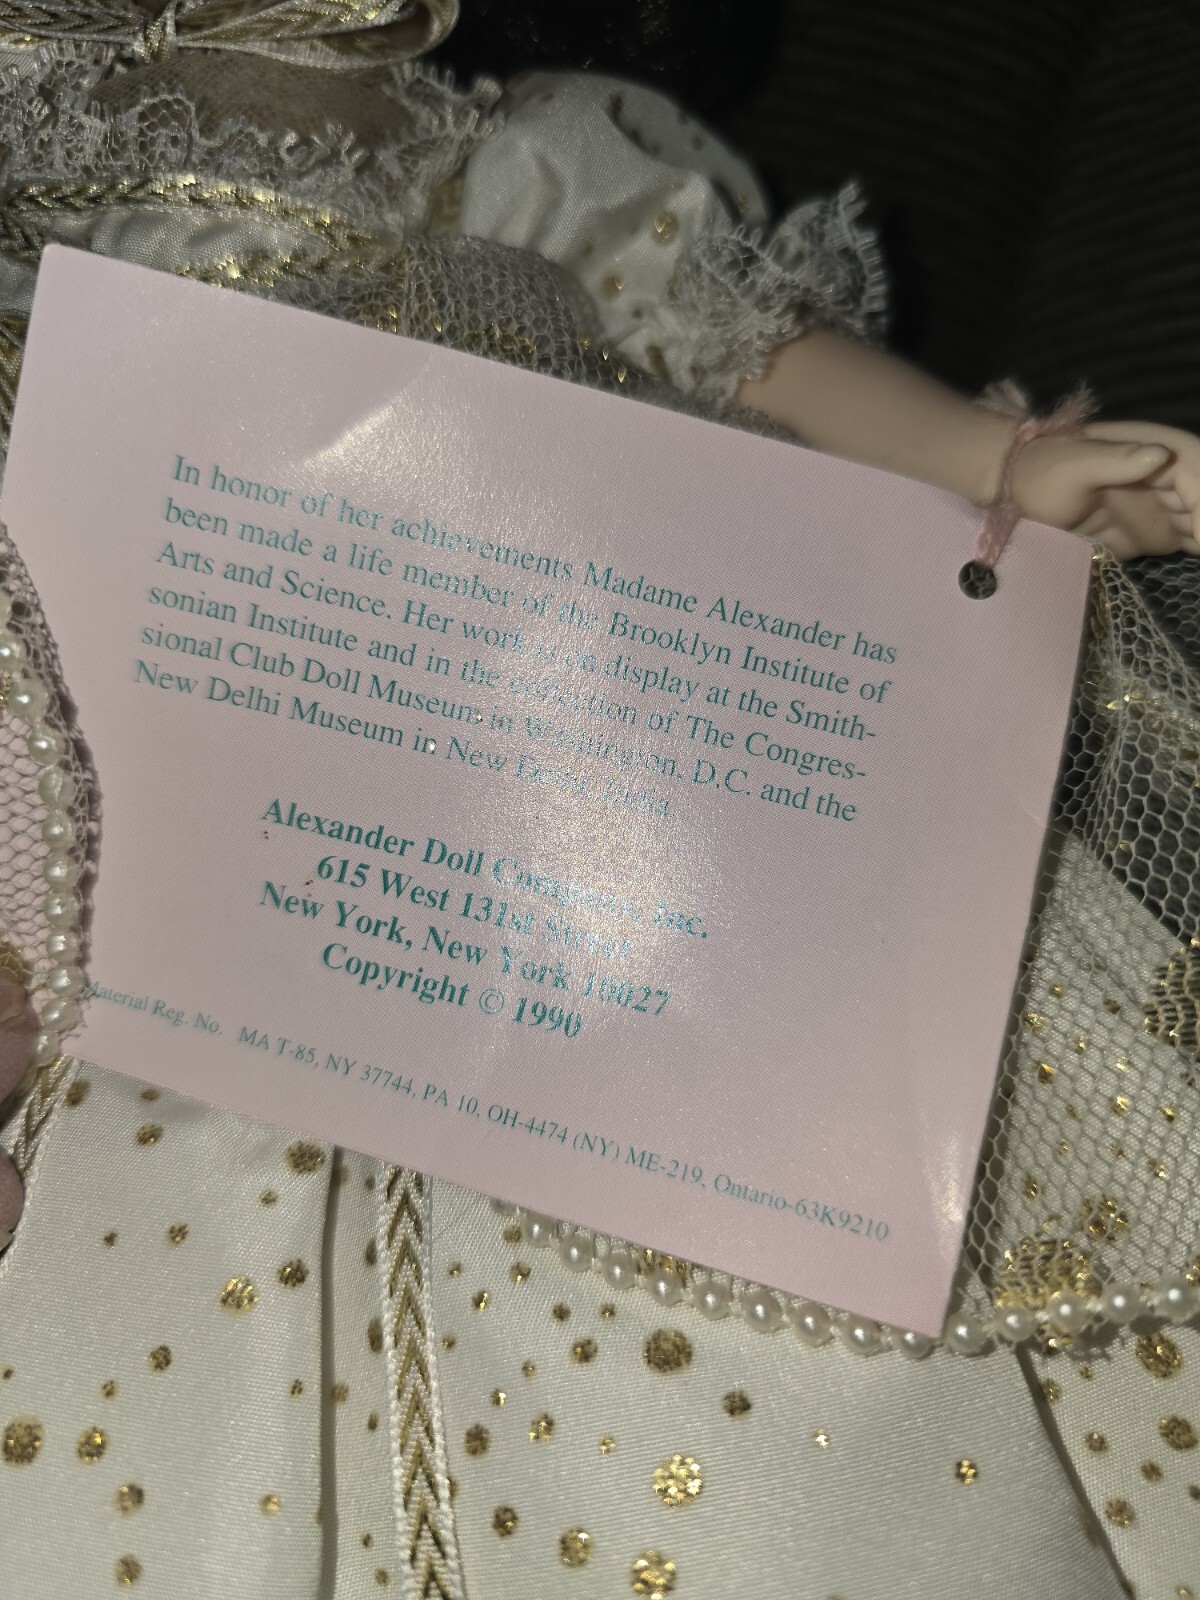 In honor of her achievements Madame Alexander has
been made a life member of the Brooklyn Institute of
Arts and Science. Her work is on display at the Smith-
sonian Institute and in the collection of The Congres-
sional Club Doll Museum in Washington, D.C. and the
New Delhi Museum in New Delhi, India.
Alexander Doll Company, Inc.
615 West 131st Street
New York, New York 10027
Copyright © 1990
Material Reg. No. MA T-85, NY 37744, PA 10, OH-4474 (NY) ME-219, Ontario-63K9210